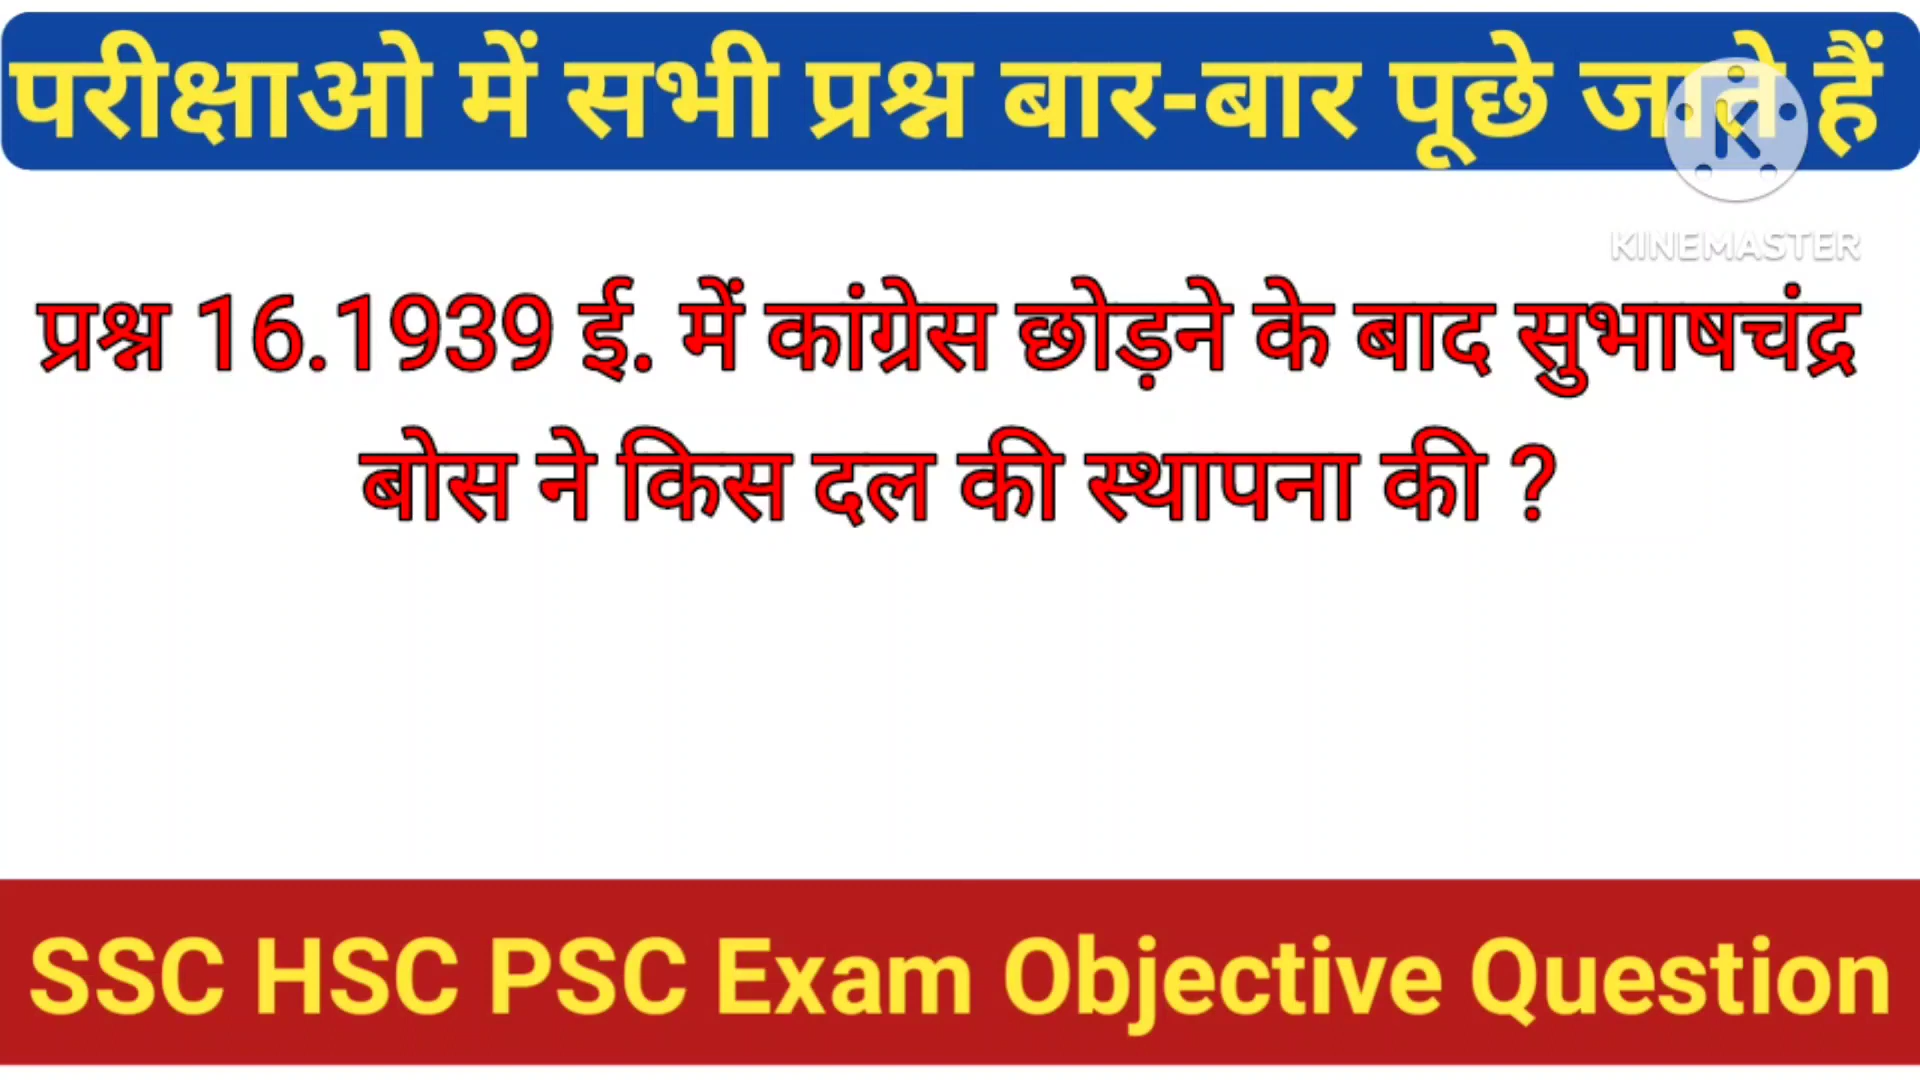 परीक्षाओ में सभी प्रश्न बार-बार पूछे जाते हैं
KINEMASTER
प्रश्न 16.1939 ई. में कांग्रेस छोड़ने के बाद सुभाषचंद्र
बोस ने किस दल की स्थापना की ?
SSC HSC PSC Exam Objective Question